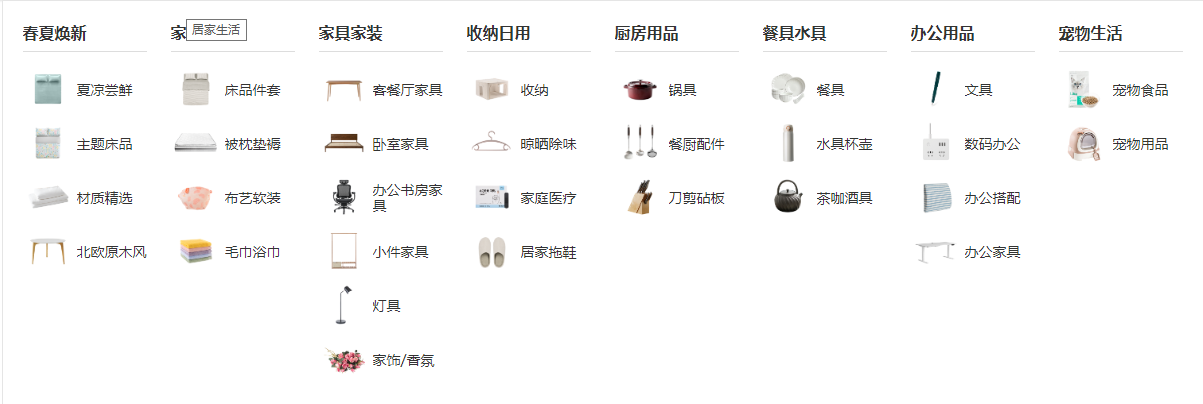 春夏焕新
夏凉尝鲜
主题床品
材质精选
北欧原木风
家
居家生活
床品件套
被枕垫褥
布艺软装
毛巾浴巾
家具家装
客餐厅家具
卧室家具
办公书房家
具
小件家具
灯具
家饰/香氛
收纳日用
收纳
晾晒除味
家庭医疗
居家拖鞋
厨房用品
锅具
餐厨配件
刀剪砧板
餐具水具
餐具
水具杯壶
茶咖酒具
办公用品
文具
数码办公
办公搭配
办公家具
宠物生活
宠物食品
宠物用品